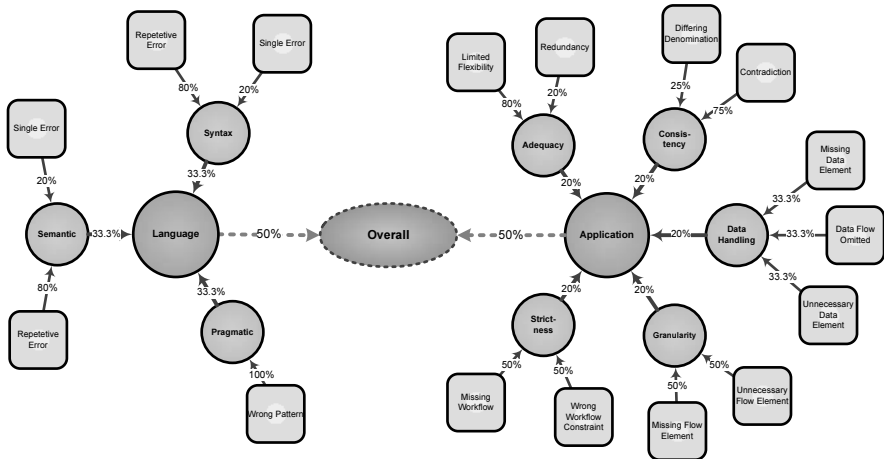 Repetetive
Error
Single Error
80%
20%
Syntax
33.3%
Single Error
20%
Semantic
33.3%
Language
80%
Repetetive
Error
33.3%
Pragmatic
100%
Wrong Pattern
50%
Overall
50%
Limited
Flexibility
Redundancy
80%
20%
Adequacy
20%
Differing
Denomination
Contradiction
25%
75%
Consis-
tency
20%
Application
Missing
Data
Element
33.3%
Data
Handling
20%
33.3%
Data Flow
Omitted
33.3%
Unnecessary
Data
Element
20%
Strict-
ness
50%
50%
Missing
Workflow
Wrong
Workflow
Constraint
20%
Granularity
50%
50%
Missing Flow
Element
Unnecessary
Flow Element